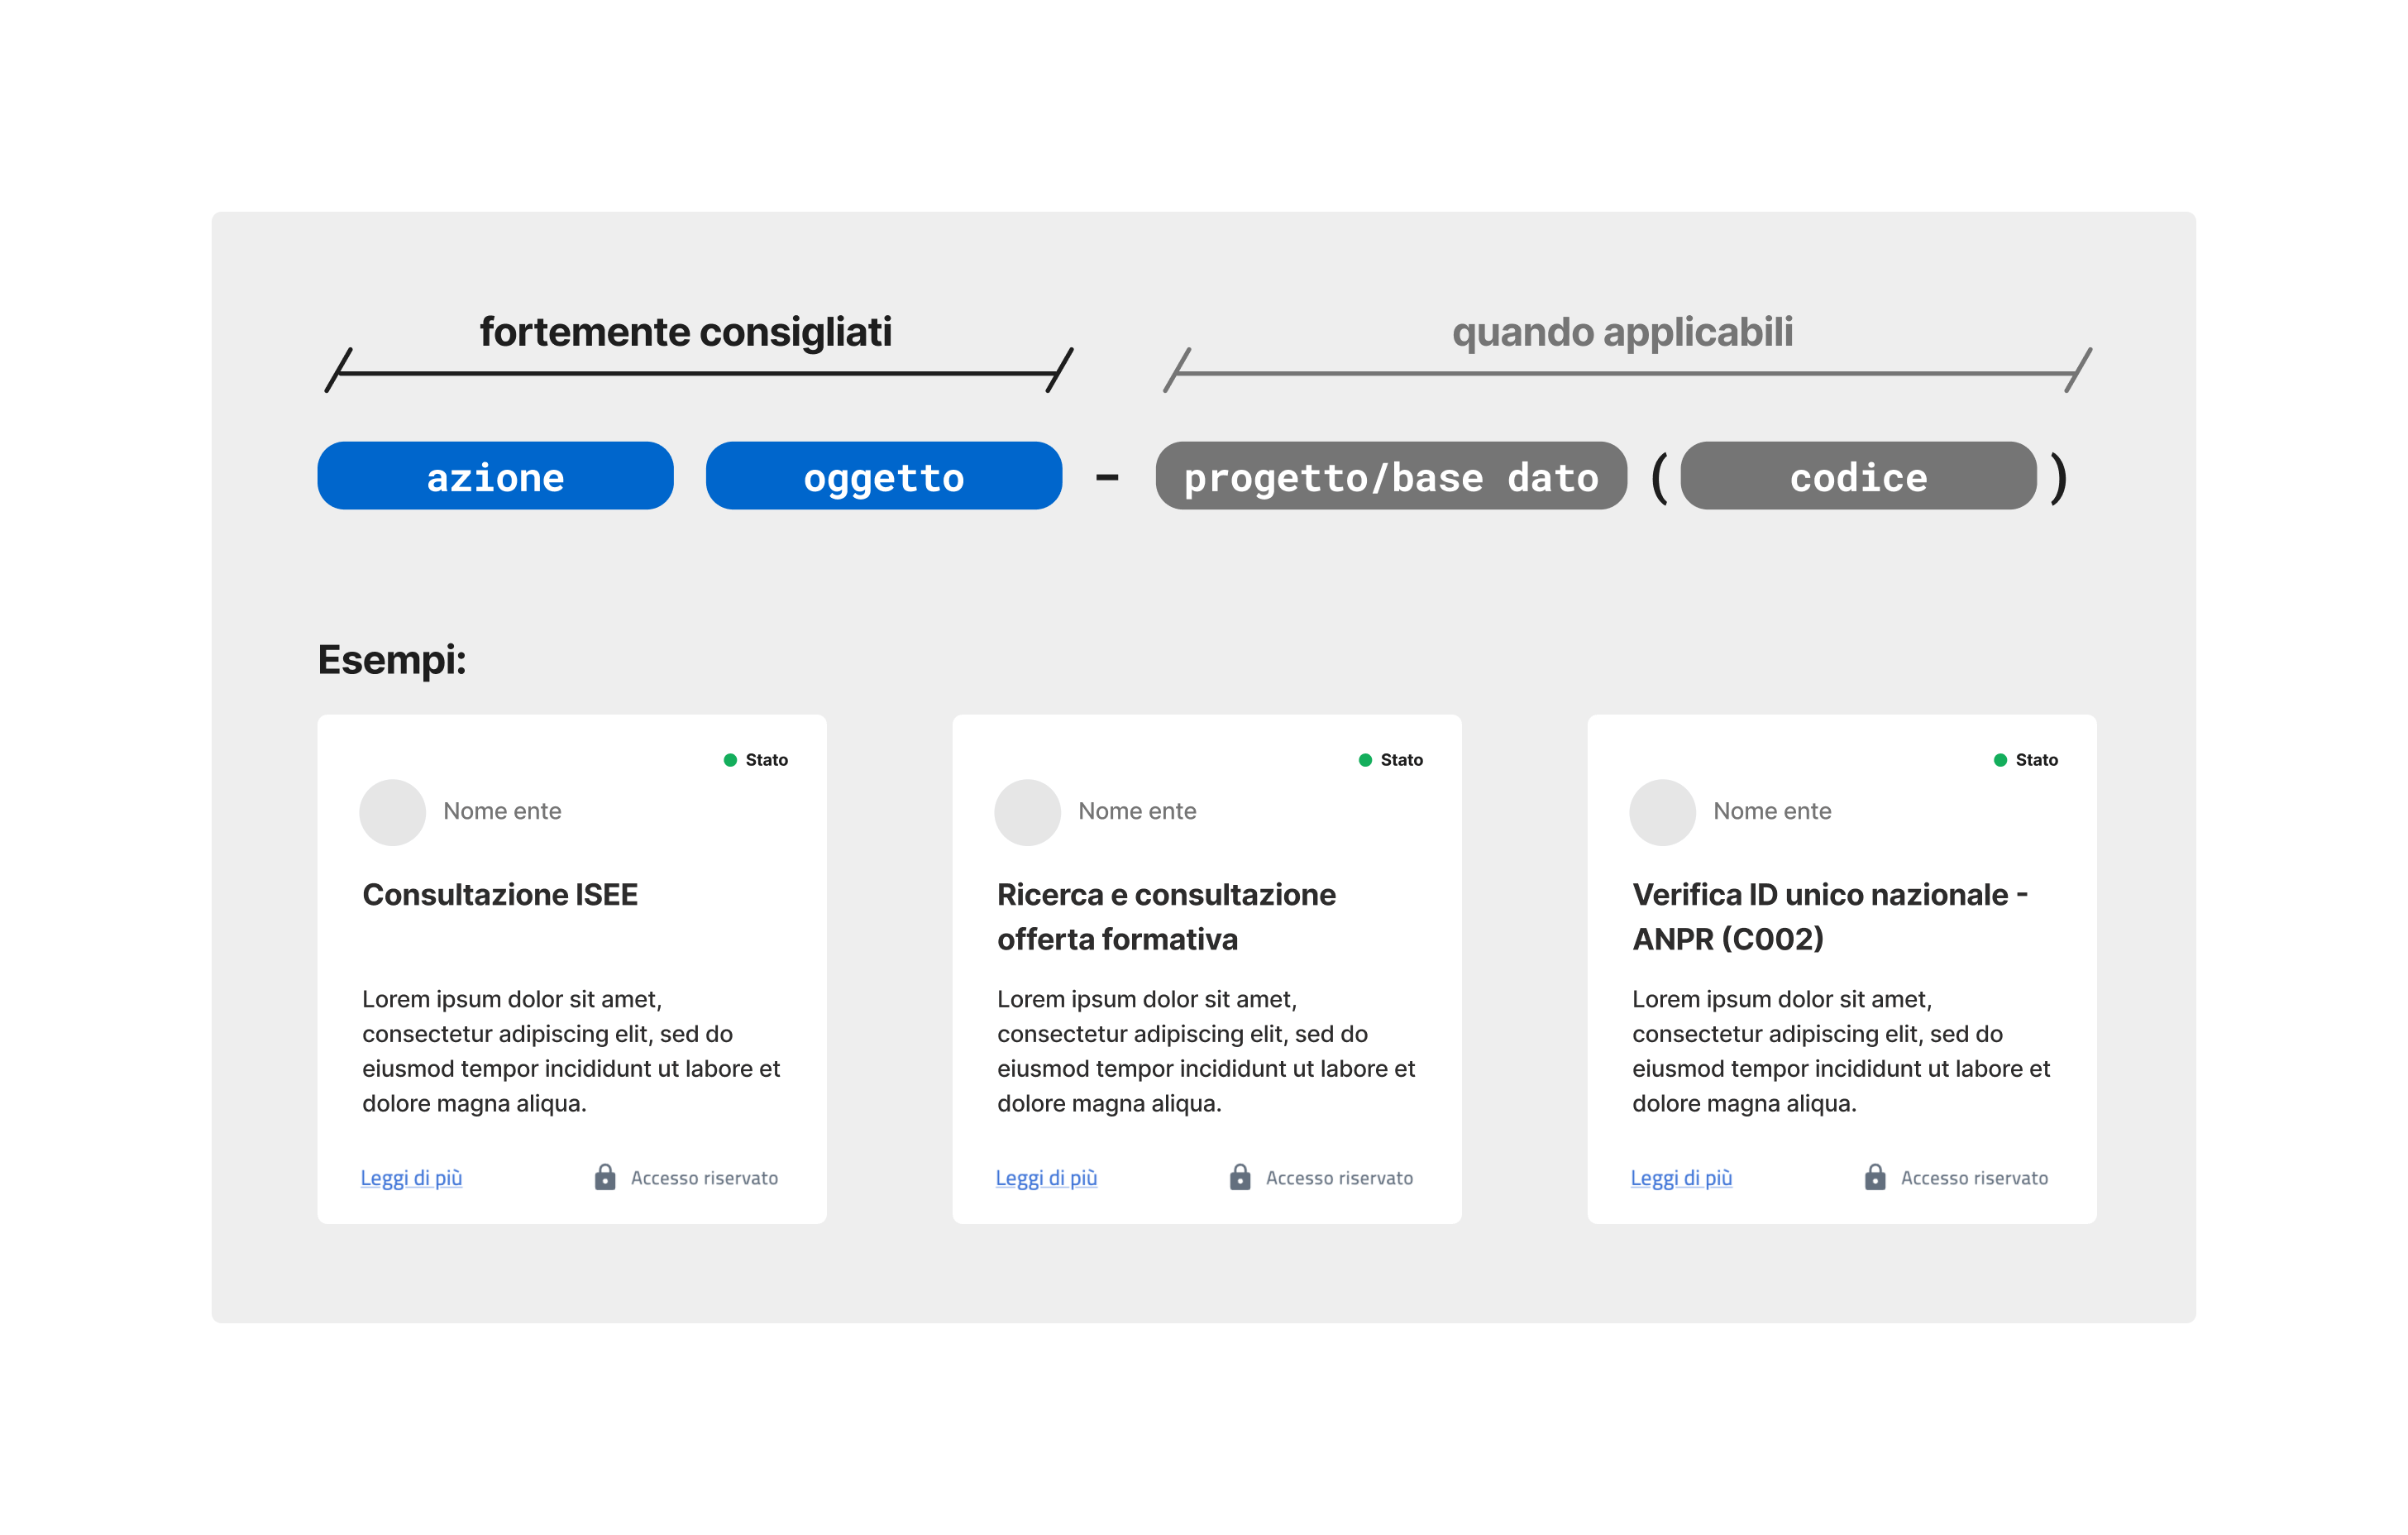 fortemente consigliati
quando applicabili
azione oggetto - progetto/base dato ( codice )
Esempi:
Stato
Nome ente
Consultazione ISEE
Lorem ipsum dolor sit amet,
consectetur adipiscing elit, sed do
eiusmod tempor incididunt ut labore et
dolore magna aliqua.
Leggi di più
Accesso riservato
Stato
Nome ente
Ricerca e consultazione
offerta formativa
Lorem ipsum dolor sit amet,
consectetur adipiscing elit, sed do
eiusmod tempor incididunt ut labore et
dolore magna aliqua.
Leggi di più
Accesso riservato
Stato
Nome ente
Verifica ID unico nazionale -
ANPR (C002)
Lorem ipsum dolor sit amet,
consectetur adipiscing elit, sed do
eiusmod tempor incididunt ut labore et
dolore magna aliqua.
Leggi di più
Accesso riservato